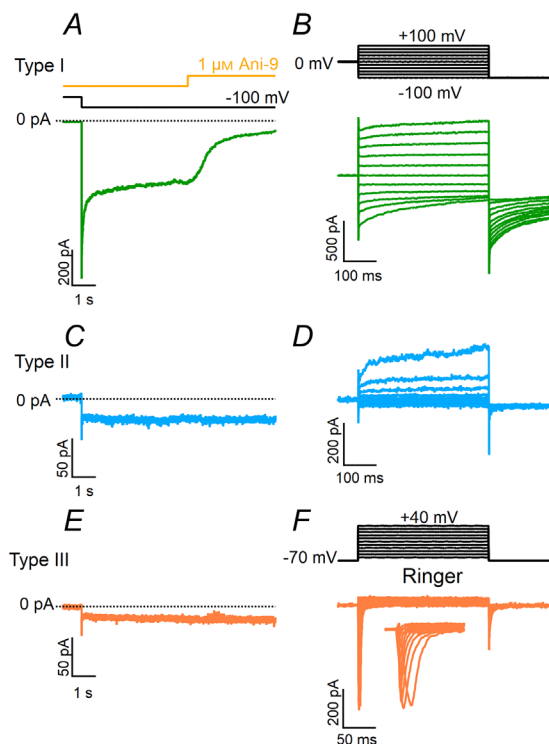 A
B
1 μM Ani-9
+100 mV
Type I
0 mV
-100 mV
-100 mV
0 pA
200 pA
1 s
500 pA
100 ms
C
D
Type II
0 pA
50 pA
1 s
200 pA
100 ms
E
F
+40 mV
Type III
-70 mV
Ringer
0 pA
50 pA
1 s
200 pA
50 ms